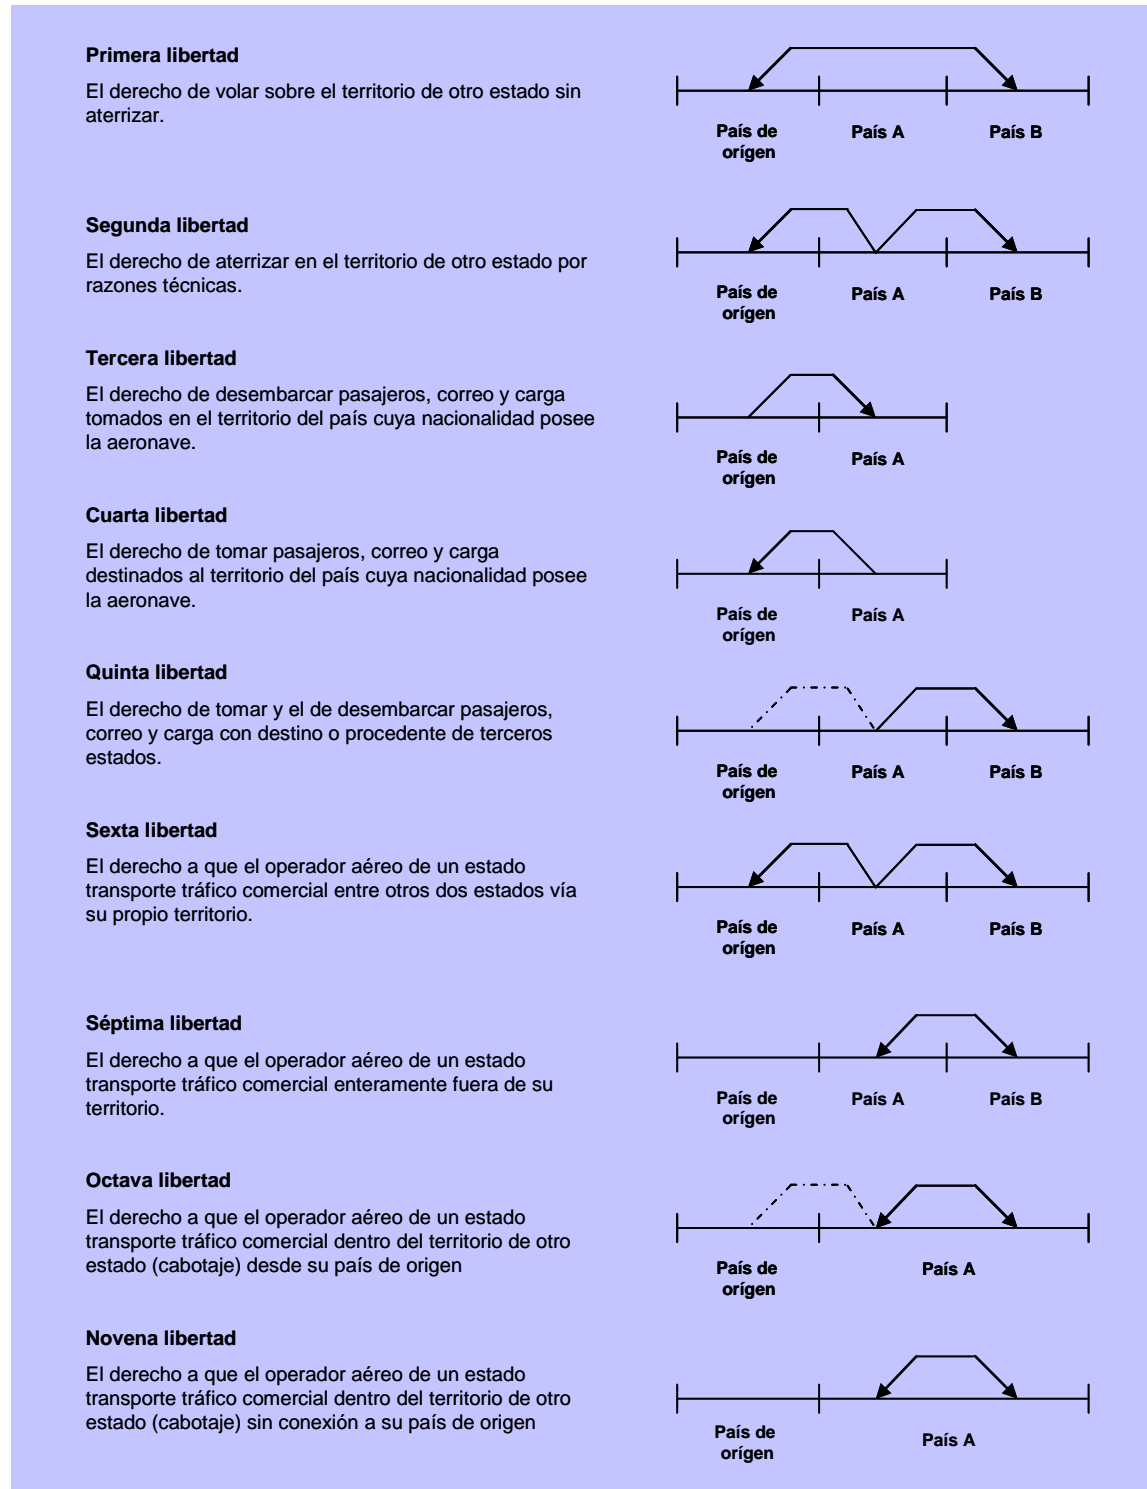 Primera libertad
El derecho de volar sobre el territorio de otro estado sin
aterrizar.
País de
orígen
País A
País B
Segunda libertad
El derecho de aterrizar en el territorio de otro estado por
razones técnicas.
País de
orígen
País A
País B
Tercera libertad
El derecho de desembarcar pasajeros, correo y carga
tomados en el territorio del país cuya nacionalidad posee
la aeronave.
País de
orígen
País A
Cuarta libertad
El derecho de tomar pasajeros, correo y carga
destinados al territorio del país cuya nacionalidad posee
la aeronave.
País de
orígen
País A
Quinta libertad
El derecho de tomar y el de desembarcar pasajeros,
correo y carga con destino o procedente de terceros
estados.
País de
orígen
País A
País B
Sexta libertad
El derecho a que el operador aéreo de un estado
transporte tráfico comercial entre otros dos estados vía
su propio territorio.
País de
orígen
País A
País B
Séptima libertad
El derecho a que el operador aéreo de un estado
transporte tráfico comercial enteramente fuera de su
territorio.
País de
orígen
País A
País B
Octava libertad
El derecho a que el operador aéreo de un estado
transporte tráfico comercial dentro del territorio de otro
estado (cabotaje) desde su país de origen
País de
orígen
País A
Novena libertad
El derecho a que el operador aéreo de un estado
transporte tráfico comercial dentro del territorio de otro
estado (cabotaje) sin conexión a su país de origen
País de
orígen
País A